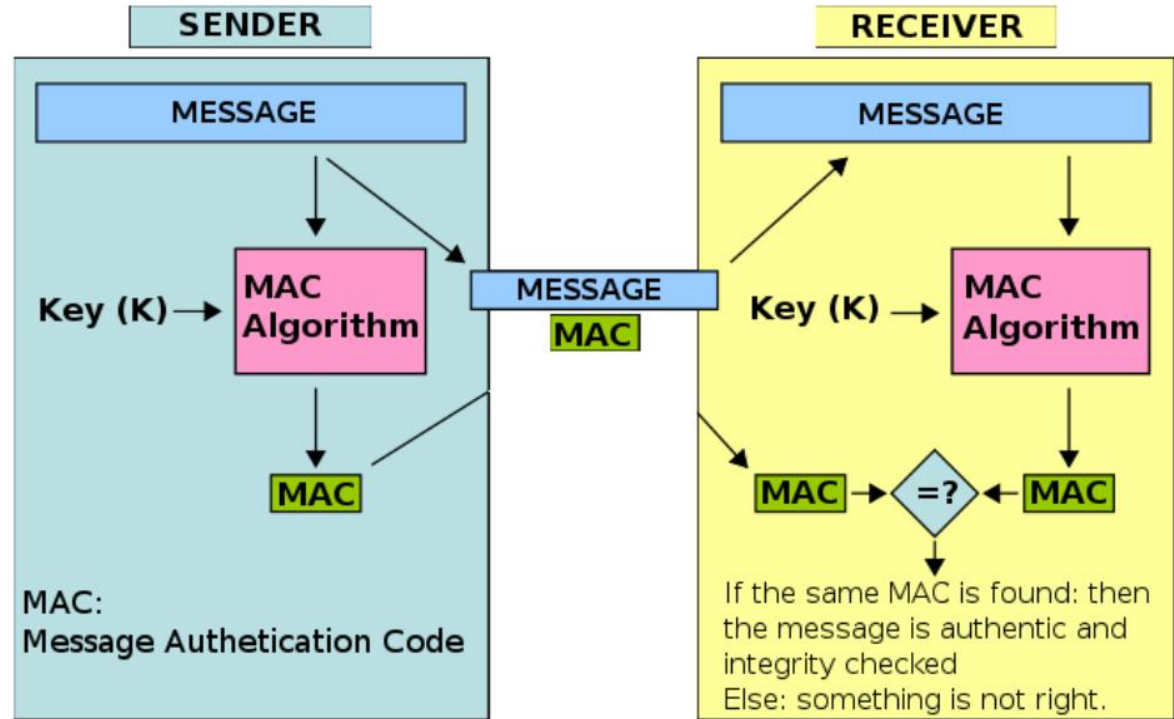 SENDER
MESSAGE
Key (K)
MAC
Algorithm
MAC
MAC:
Message Authetication Code
MESSAGE
MAC
RECEIVER
MESSAGE
Key (K)
MAC
Algorithm
MAC
=?
MAC
If the same MAC is found: then
the message is authentic and
integrity checked
Else: something is not right.